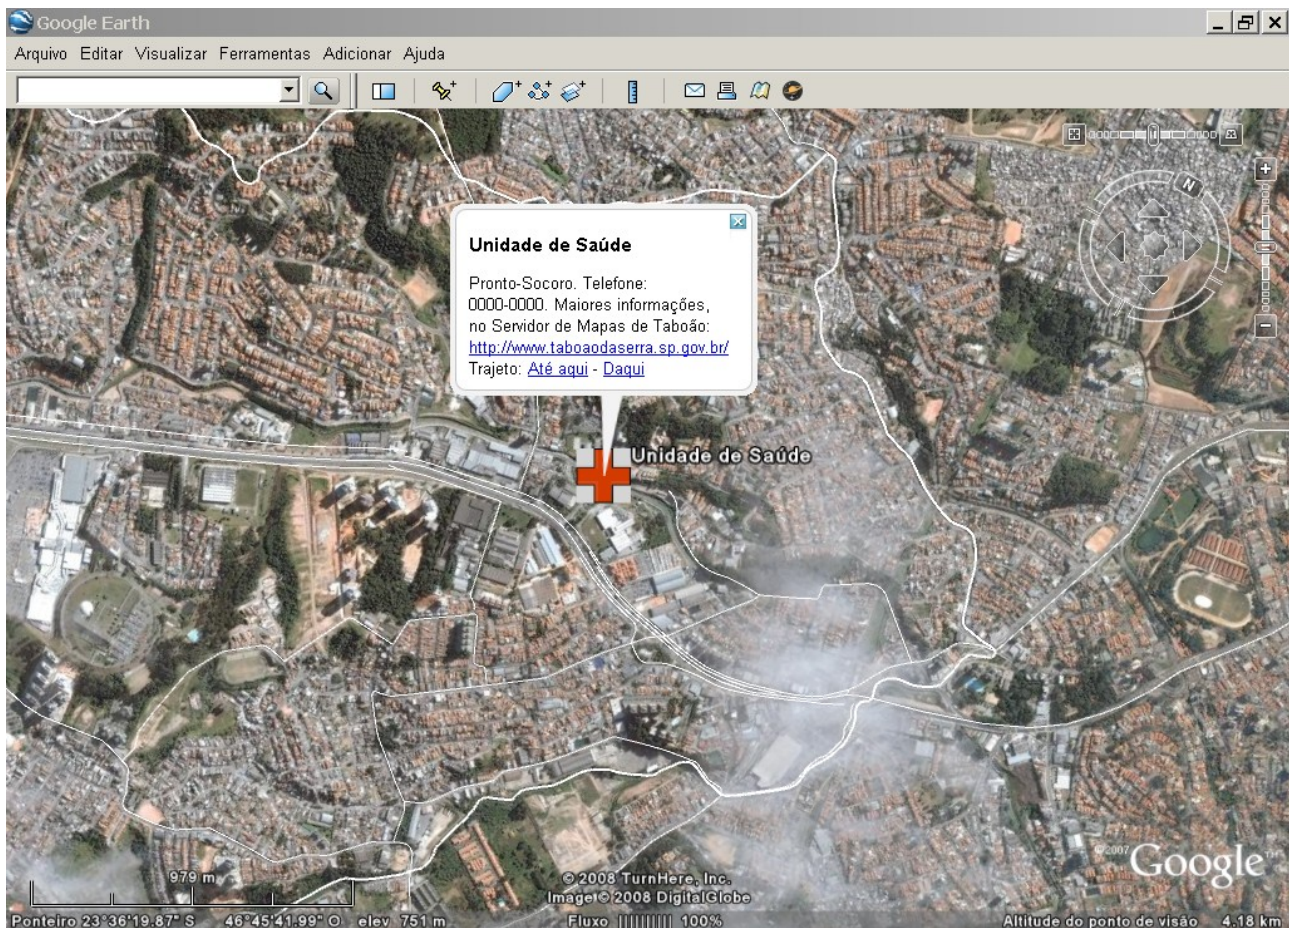 Google Earth
Arquivo Editar Visualizar Ferramentas Adicionar Ajuda
N
Unidade de Saúde
Pronto-Socoro. Telefone:
0000-0000. Maiores informações,
no Servidor de Mapas de Taboão:
http://www.taboaodaserra.sp.gov.br/
Trajeto: Até aqui - Daqui
Unidade de Saúde
979 m
© 2008 TurnHere, Inc.
Image © 2008 DigitalGlobe
©2007 Google™
Ponteiro 23°36'19.87" S 46°45'41.99" O elev 751 m Fluxo |||||||||| 100% Altitude do ponto de visão 4.18 km